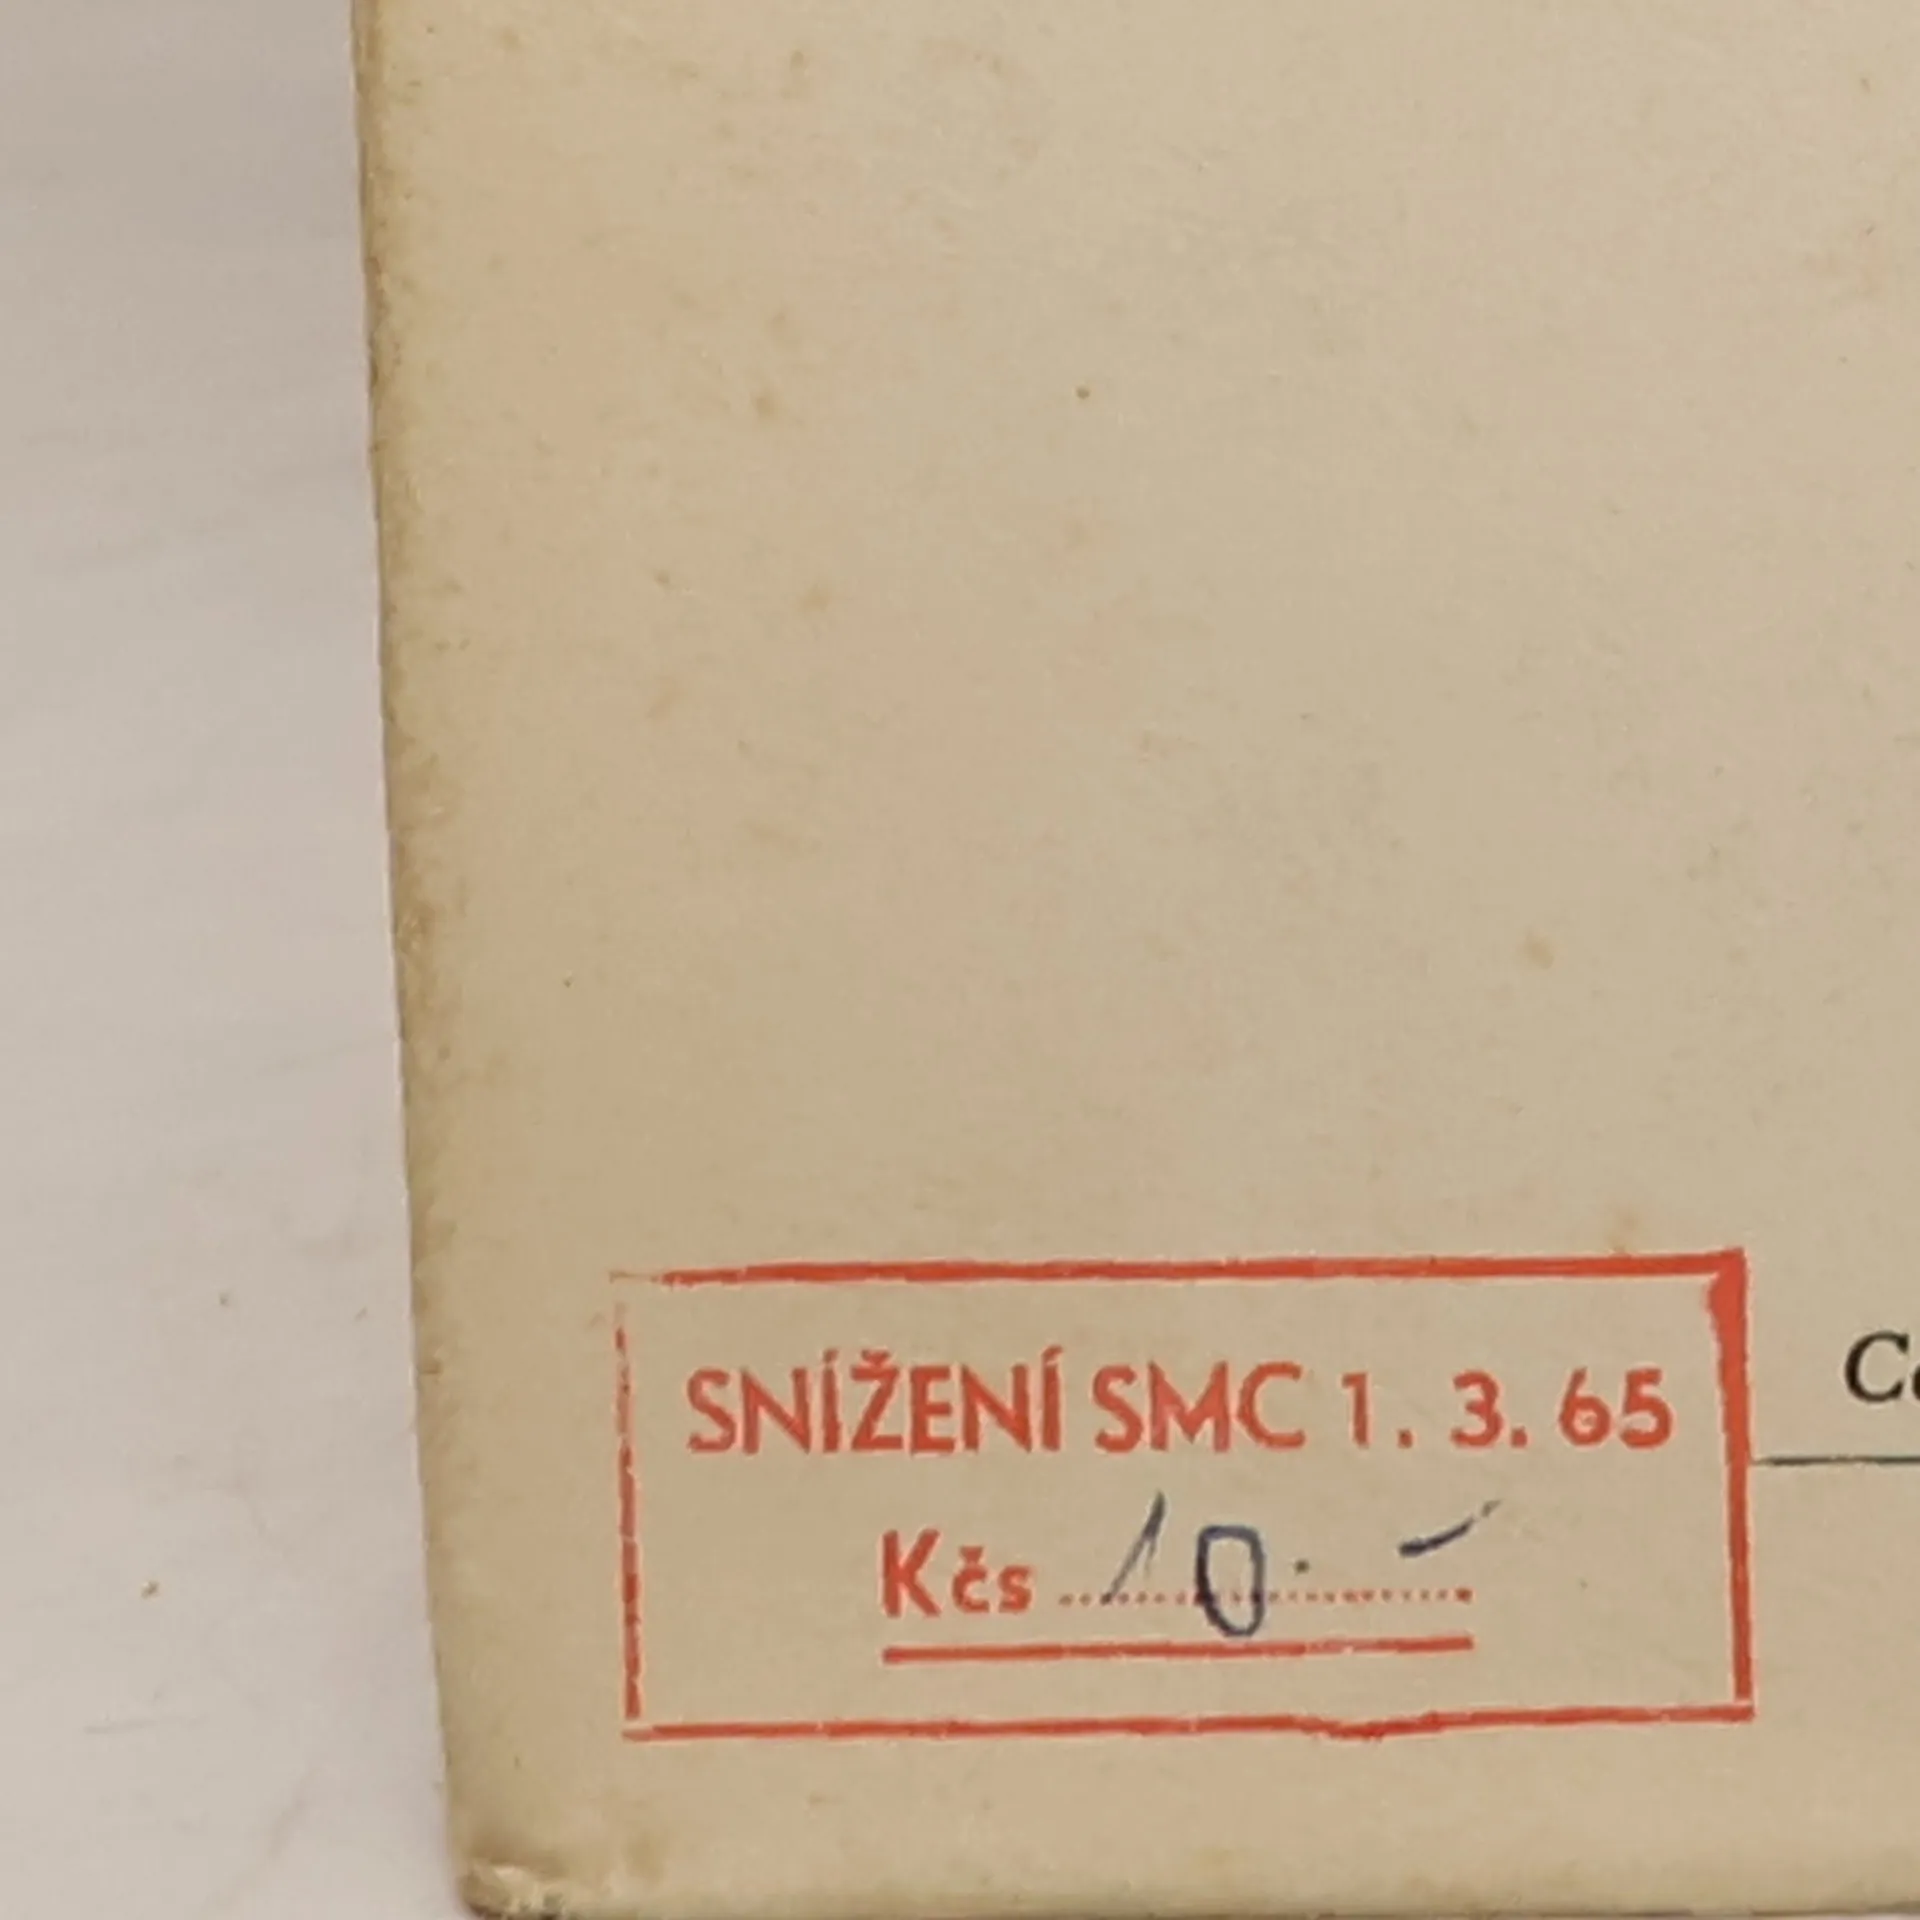 SNÍŽENÍ SMC 1. 3. 65
Kčs 10.-